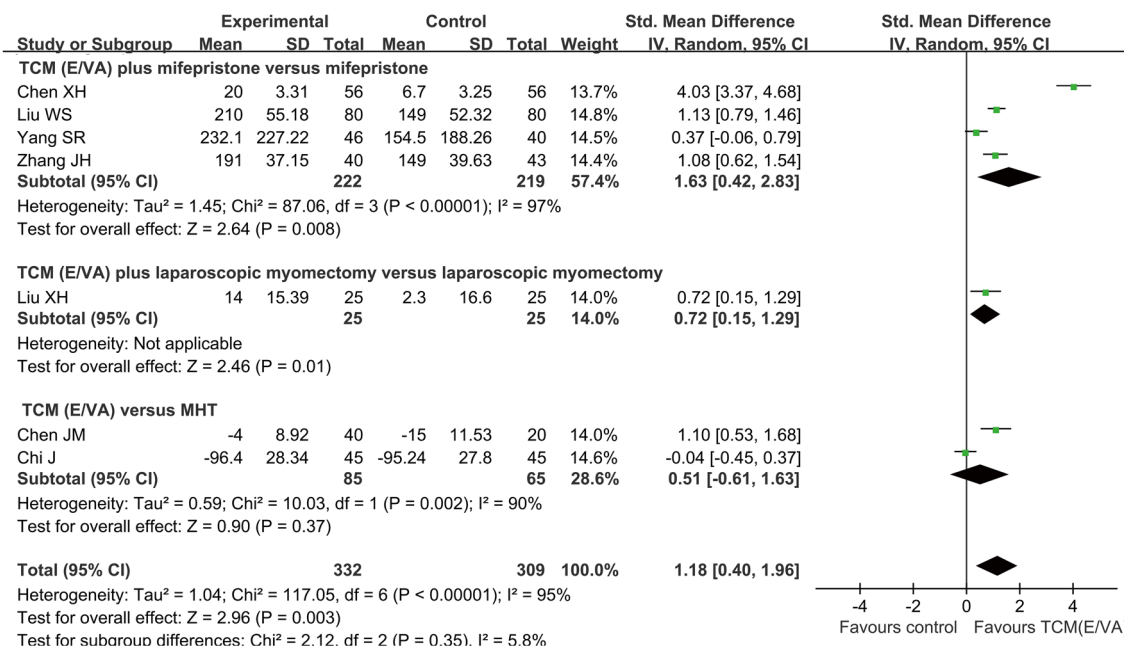 Experimental Control Std. Mean Difference Std. Mean Difference
Study or Subgroup Mean SD Total Mean SD Total Weight IV, Random, 95% CI IV, Random, 95% CI
TCM (E/VA) plus mifepristone versus mifepristone
Chen XH 20 3.31 56 6.7 3.25 56 13.7% 4.03 [3.37, 4.68]
Liu WS 210 55.18 80 149 52.32 80 14.8% 1.13 [0.79, 1.46]
Yang SR 232.1 227.22 46 154.5 188.26 40 14.5% 0.37 [-0.06, 0.79]
Zhang JH 191 37.15 40 149 39.63 43 14.4% 1.08 [0.62, 1.54]
Subtotal (95% CI) 222 219 57.4% 1.63 [0.42, 2.83]
Heterogeneity: Tau² = 1.45; Chi² = 87.06, df = 3 (P < 0.00001); I² = 97%
Test for overall effect: Z = 2.64 (P = 0.008)
TCM (E/VA) plus laparoscopic myomectomy versus laparoscopic myomectomy
Liu XH 14 15.39 25 2.3 16.6 25 14.0% 0.72 [0.15, 1.29]
Subtotal (95% CI) 25 25 14.0% 0.72 [0.15, 1.29]
Heterogeneity: Not applicable
Test for overall effect: Z = 2.46 (P = 0.01)
TCM (E/VA) versus MHT
Chen JM -4 8.92 40 -15 11.53 20 14.0% 1.10 [0.53, 1.68]
Chi J -96.4 28.34 45 -95.24 27.8 45 14.6% -0.04 [-0.45, 0.37]
Subtotal (95% CI) 85 65 28.6% 0.51 [-0.61, 1.63]
Heterogeneity: Tau² = 0.59; Chi² = 10.03, df = 1 (P = 0.002); I² = 90%
Test for overall effect: Z = 0.90 (P = 0.37)
Total (95% CI) 332 309 100.0% 1.18 [0.40, 1.96]
Heterogeneity: Tau² = 1.04; Chi² = 117.05, df = 6 (P < 0.00001); I² = 95%
Test for overall effect: Z = 2.96 (P = 0.003)
Test for subgroup differences: Chi² = 2.12, df = 2 (P = 0.35), I² = 5.8%
-4 -2 0 2 4
Favours control Favours TCM(E/VA